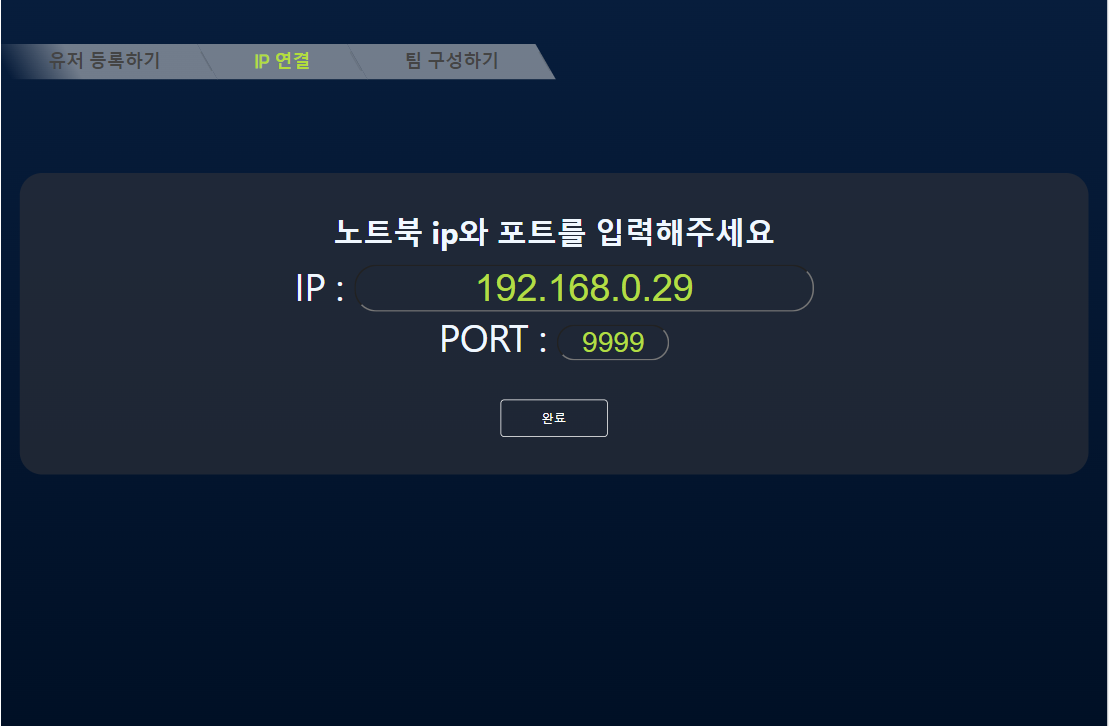 유저 등록하기 IP 연결 팀 구성하기
노트북 ip와 포트를 입력해주세요
IP : 192.168.0.29
PORT : 9999
완료